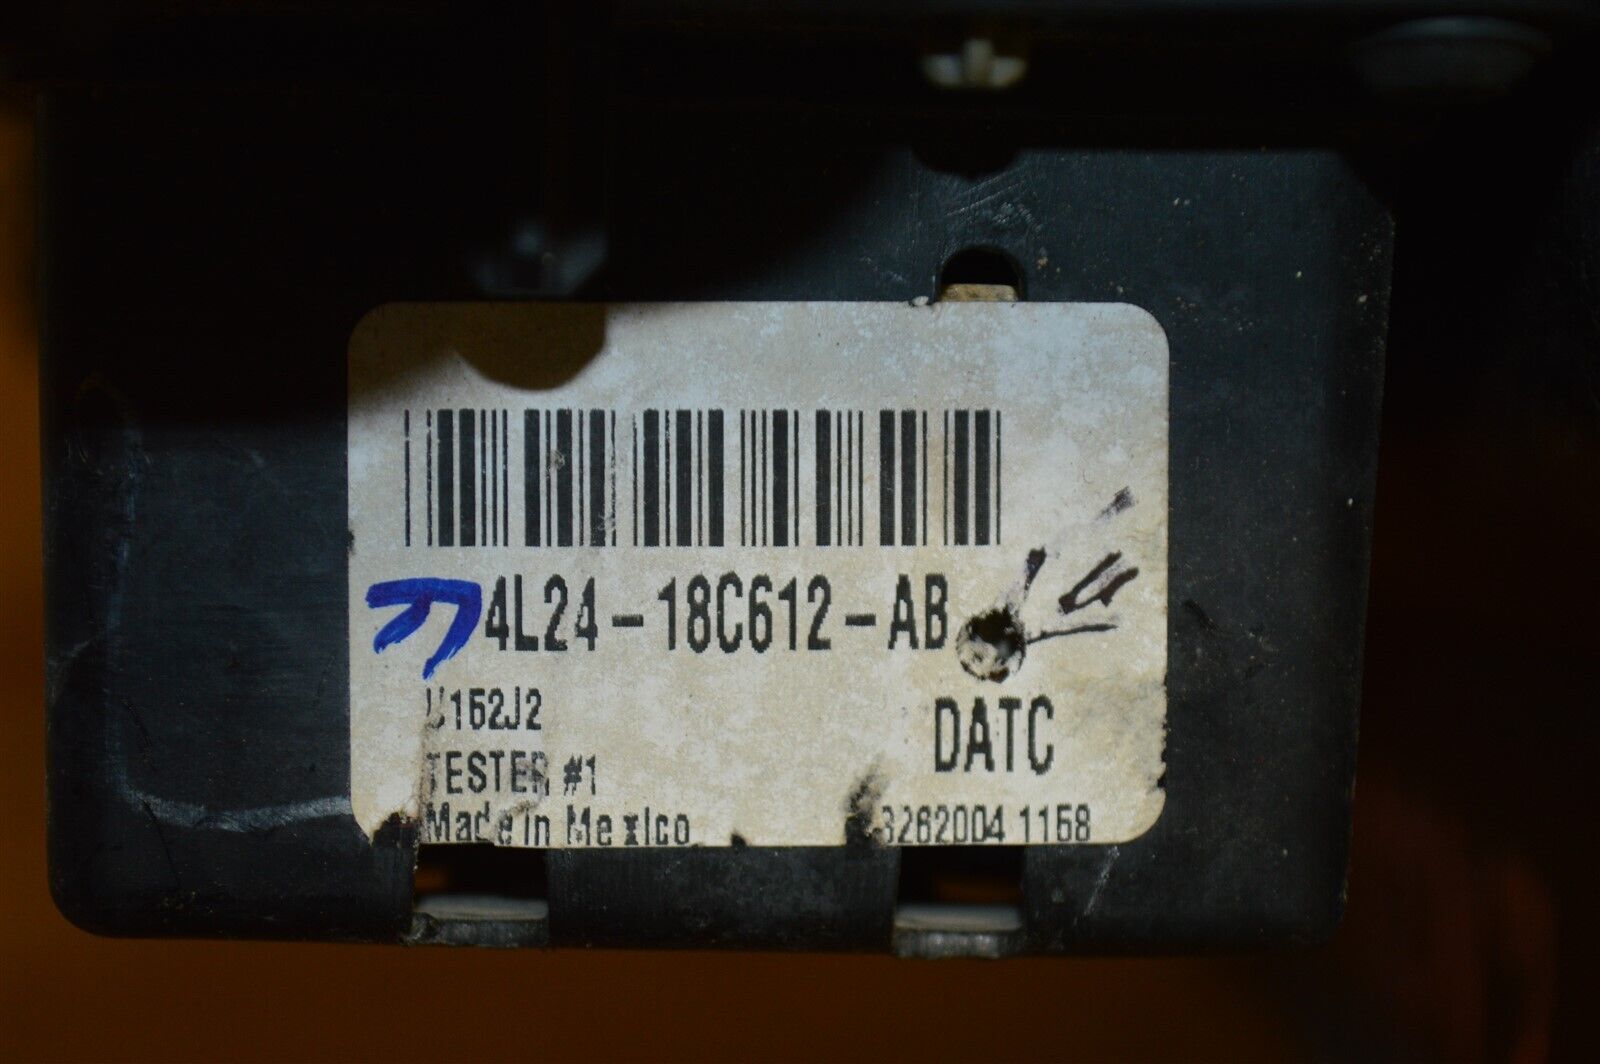 4L24-18C612-AB
U152J2
DATC
TESTER #1
Made in Mexico
3262004 1158